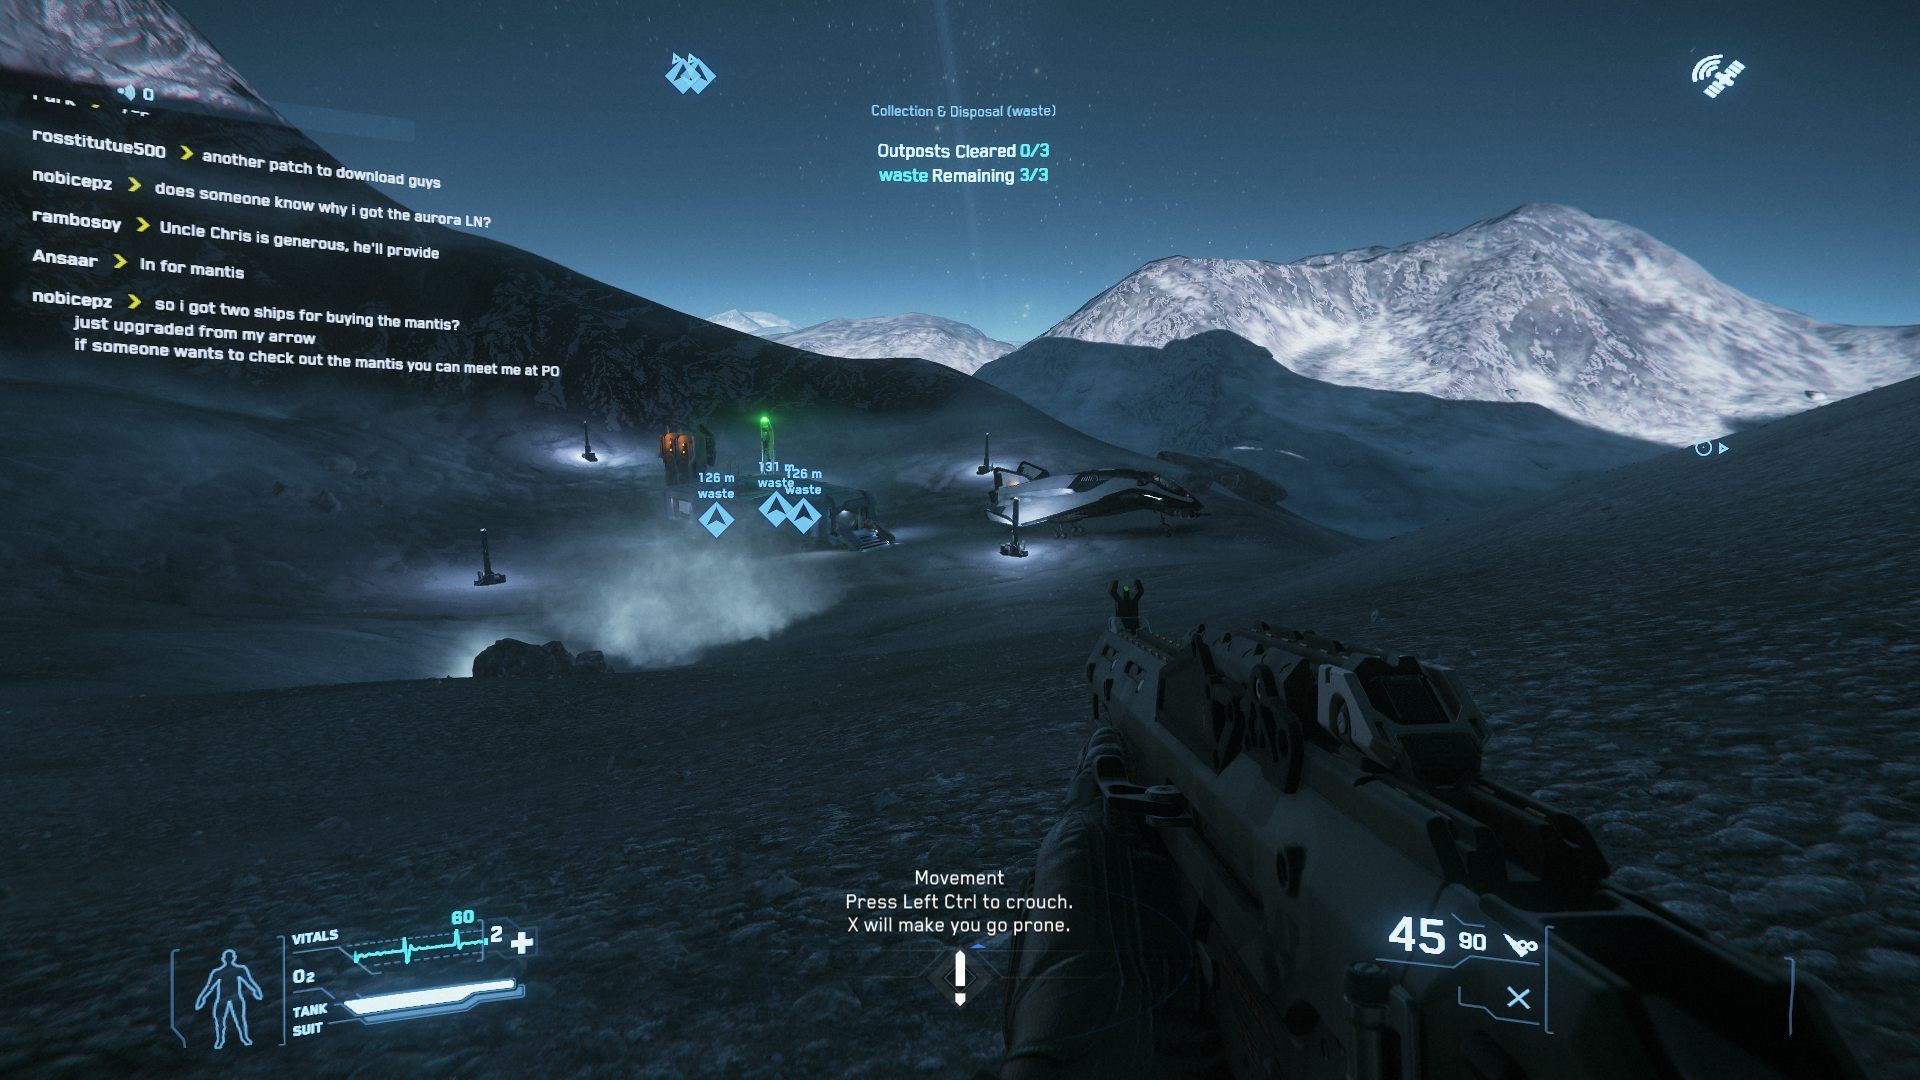 0
rosstitutue500 > another patch to download guys
nobicepz > does someone know why i got the aurora LN?
rambosoy > Uncle Chris is generous, he'll provide
Ansaar > In for mantis
nobicepz > so i got two ships for buying the mantis?
just upgraded from my arrow
if someone wants to check out the mantis you can meet me at PO
Collection & Disposal (waste)
Outposts Cleared 0/3
waste Remaining 3/3
126 m
waste
131 m
waste
126 m
waste
Movement
Press Left Ctrl to crouch.
X will make you go prone.
VITALS
60
2
O2
TANK
SUIT
45 90